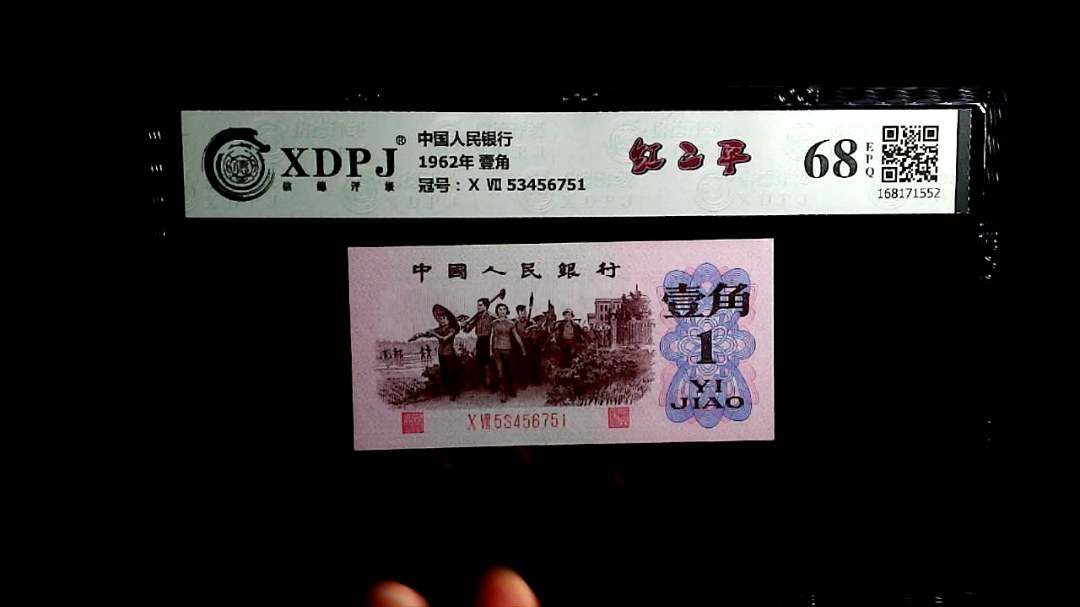 XDPJ®
信德评级
中国人民银行
1962年 壹角
冠号：X Ⅶ 53456751
红二平
68
EPQ
168171552
中國人民銀行
壹角
1
YI
JIAO
X Ⅶ 53456751